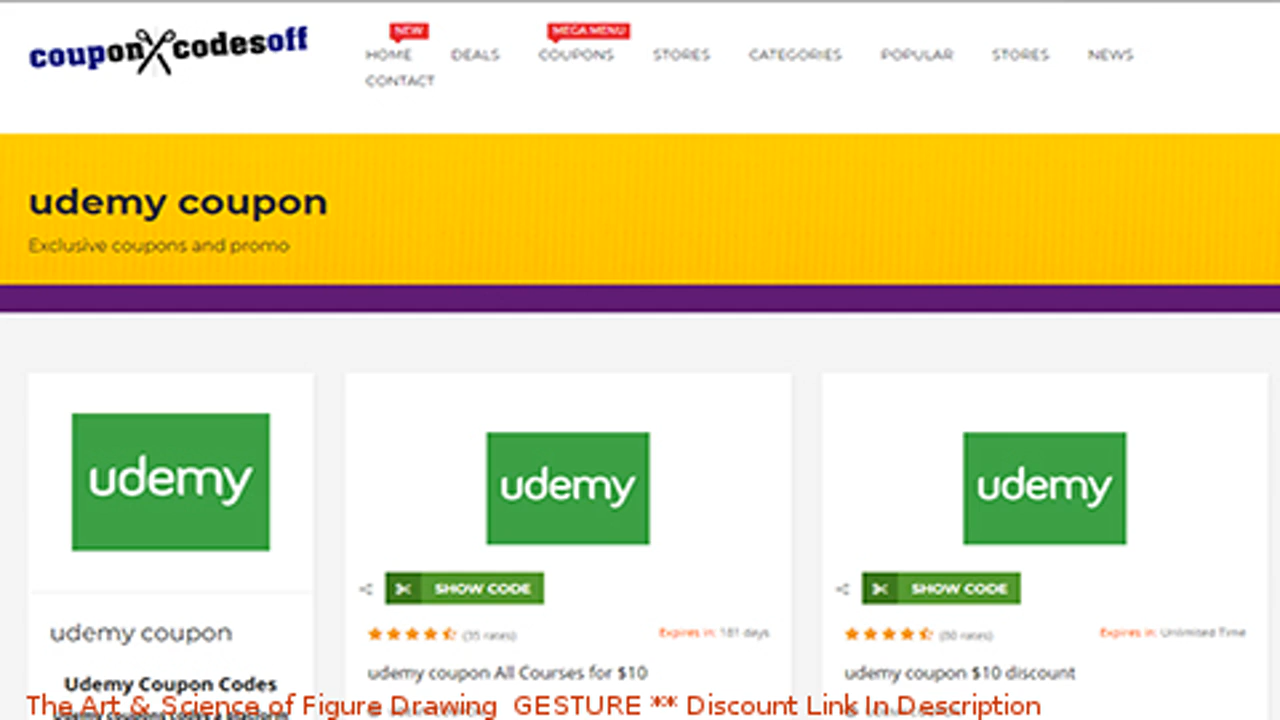 coupon codesoff
NEW
MEGA MENU
HOME DEALS COUPONS STORES CATEGORIES POPULAR STORES NEWS
CONTACT
udemy coupon
Exclusive coupons and promo
udemy
udemy
udemy
SHOW CODE
SHOW CODE
(35 rates)
Expires in: 181 days
(80 rates)
Expires in: Unlimited Time
udemy coupon
udemy coupon All Courses for $10
udemy coupon $10 discount
Udemy Coupon Codes
The Art & Science of Figure Drawing GESTURE ** Discount Link In Description